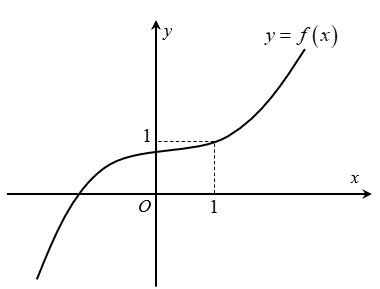 y
y = f(x)
1
x
O
1